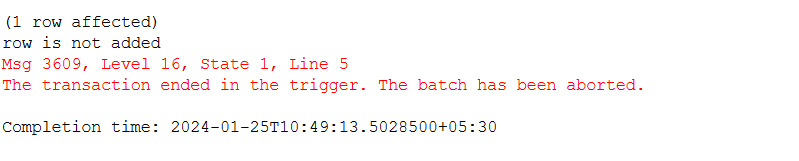 (1 row affected)
row is not added
Msg 3609, Level 16, State 1, Line 5
The transaction ended in the trigger. The batch has been aborted.
Completion time: 2024-01-25T10:49:13.5028500+05:30